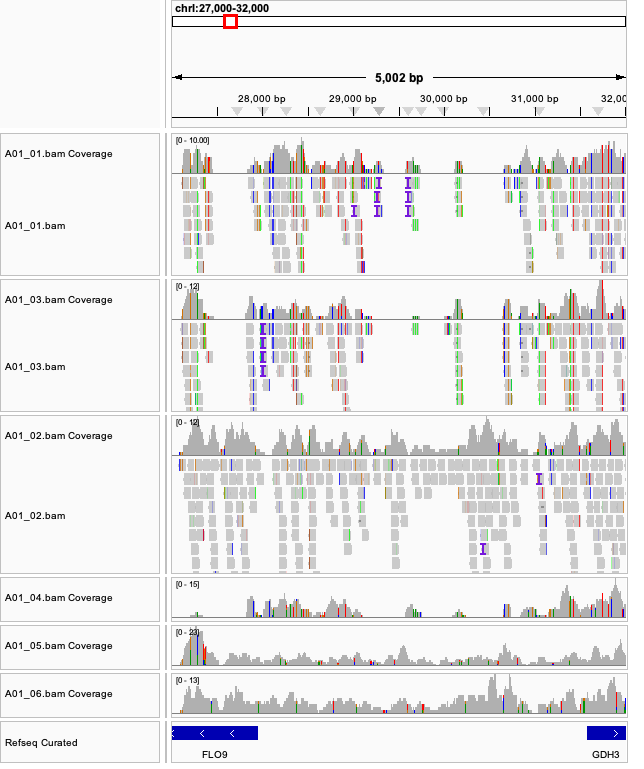 chrI:27,000-32,000
5,002 bp
28,000 bp 29,000 bp 30,000 bp 31,000 bp 32,00
[0 - 10.00]
A01_01.bam Coverage
A01_01.bam
[0 - 12]
A01_03.bam Coverage
A01_03.bam
[0 - 12]
A01_02.bam Coverage
A01_02.bam
[0 - 15]
A01_04.bam Coverage
[0 - 23]
A01_05.bam Coverage
[0 - 13]
A01_06.bam Coverage
Refseq Curated
FLO9 GDH3